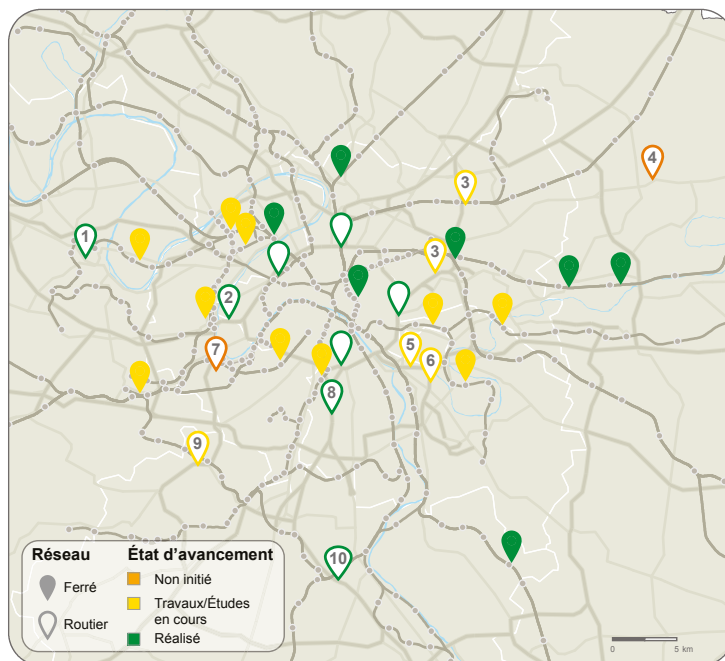 4
3
1
3
2
5
7
6
8
9
10
Réseau
Ferré
Routier
État d’avancement
Non initié
Travaux/Études
en cours
Réalisé
0 5 km